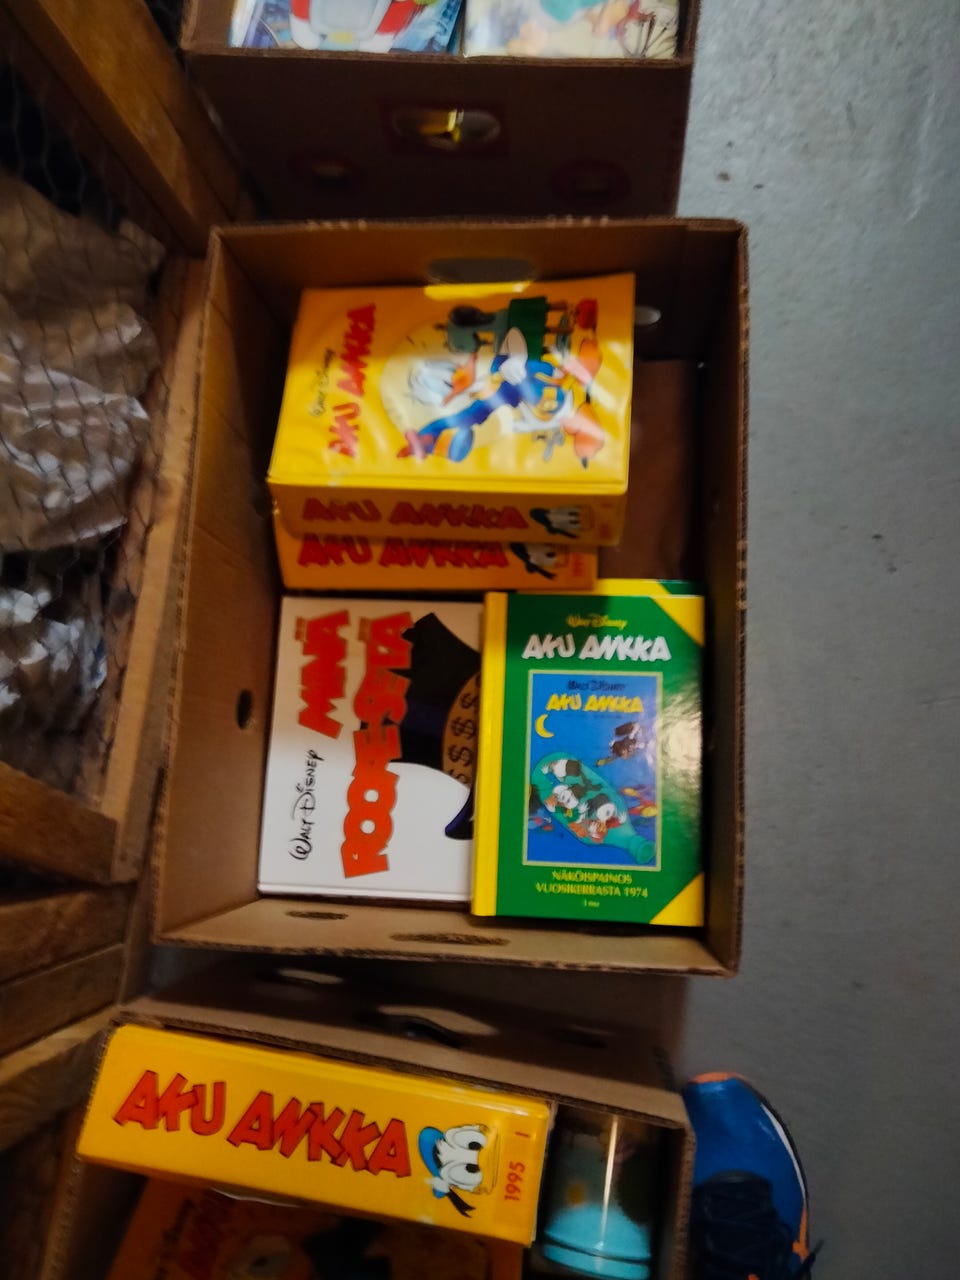 Walt Disney
AKU ANKKA
AKU ANKKA
AKU ANKKA
Walt Disney
MINÄ
ROOPE-SETÄ
Walt Disney
AKU ANKKA
Walt Disney
AKU ANKKA
NÄKÖISPAINOS
VUOSIKERRASTA 1974
AKU ANKKA
1995 I